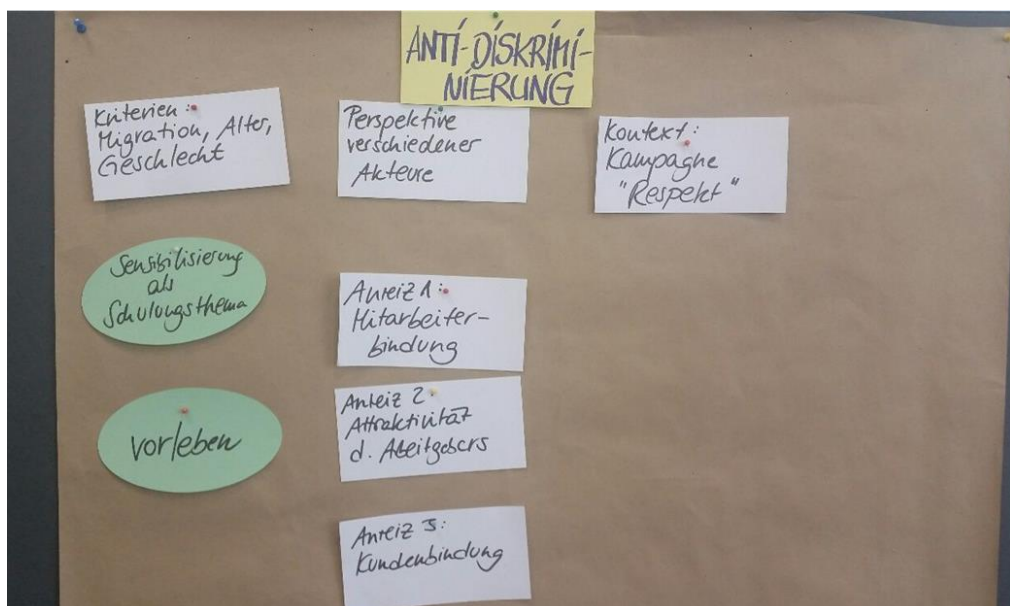 ANTI-DISKRIMI-
NIERUNG
Kriterien:
Migration, Alter,
Geschlecht
Perspektive
verschiedener
Akteure
Kontext:
Kampagne
"Respekt"
Sensibilisierung
als
Schulungsthema
vorleben
Anreiz 1:
Mitarbeiter-
bindung
Anreiz 2
Attraktivität
d. Abeitgebers
Anreiz 3:
Kundenbindung